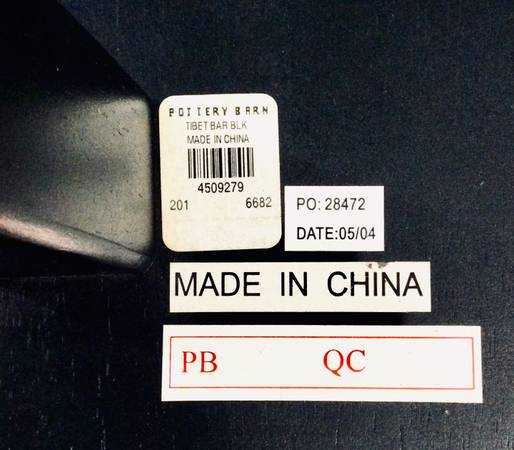 POTTERY BARN
TIBET BAR BLK
MADE IN CHINA
4509279
201 6682
PO: 28472
DATE:05/04
MADE IN CHINA
PB QC